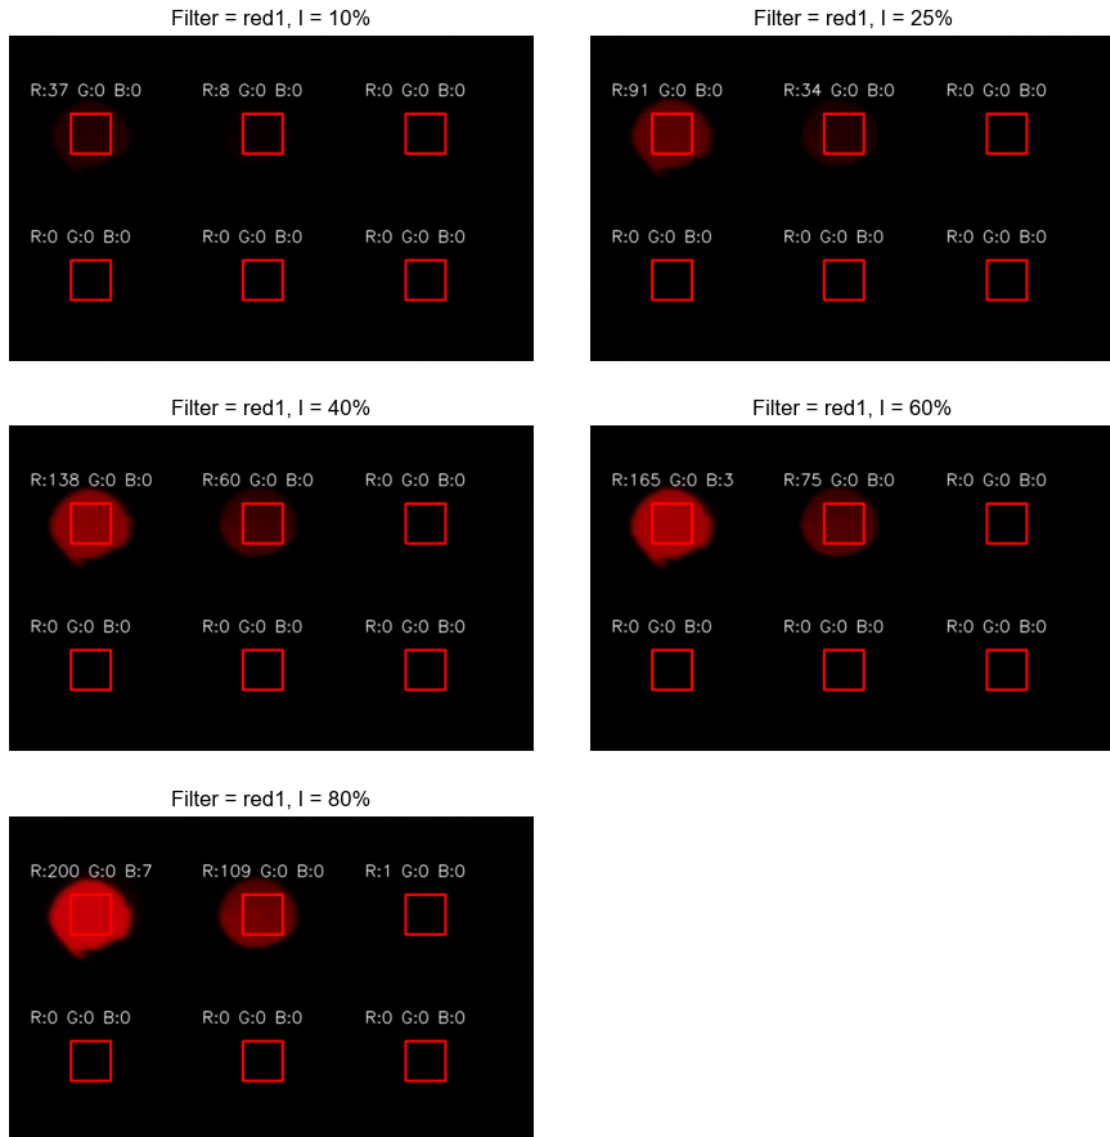 Filter = red1, I = 10%
R:37 G:0 B:0 R:8 G:0 B:0 R:0 G:0 B:0
R:0 G:0 B:0 R:0 G:0 B:0 R:0 G:0 B:0
Filter = red1, I = 25%
R:91 G:0 B:0 R:34 G:0 B:0 R:0 G:0 B:0
R:0 G:0 B:0 R:0 G:0 B:0 R:0 G:0 B:0
Filter = red1, I = 40%
R:138 G:0 B:0 R:60 G:0 B:0 R:0 G:0 B:0
R:0 G:0 B:0 R:0 G:0 B:0 R:0 G:0 B:0
Filter = red1, I = 60%
R:165 G:0 B:3 R:75 G:0 B:0 R:0 G:0 B:0
R:0 G:0 B:0 R:0 G:0 B:0 R:0 G:0 B:0
Filter = red1, I = 80%
R:200 G:0 B:7 R:109 G:0 B:0 R:1 G:0 B:0
R:0 G:0 B:0 R:0 G:0 B:0 R:0 G:0 B:0